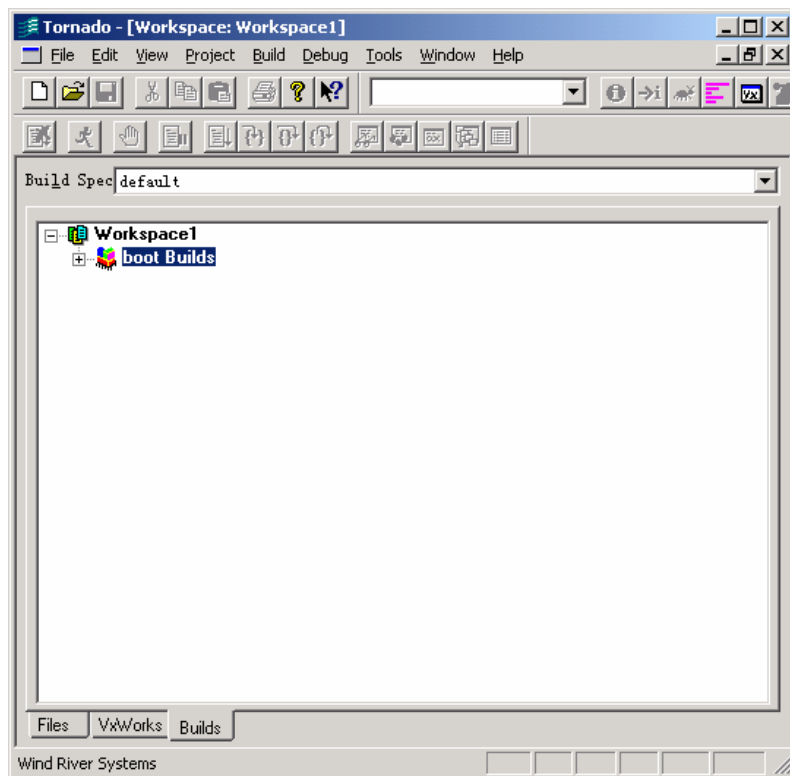 Tornado - [Workspace: Workspace1]
File Edit View Project Build Debug Tools Window Help
Build Spec default
Workspace1
boot Builds
Files VxWorks Builds
Wind River Systems